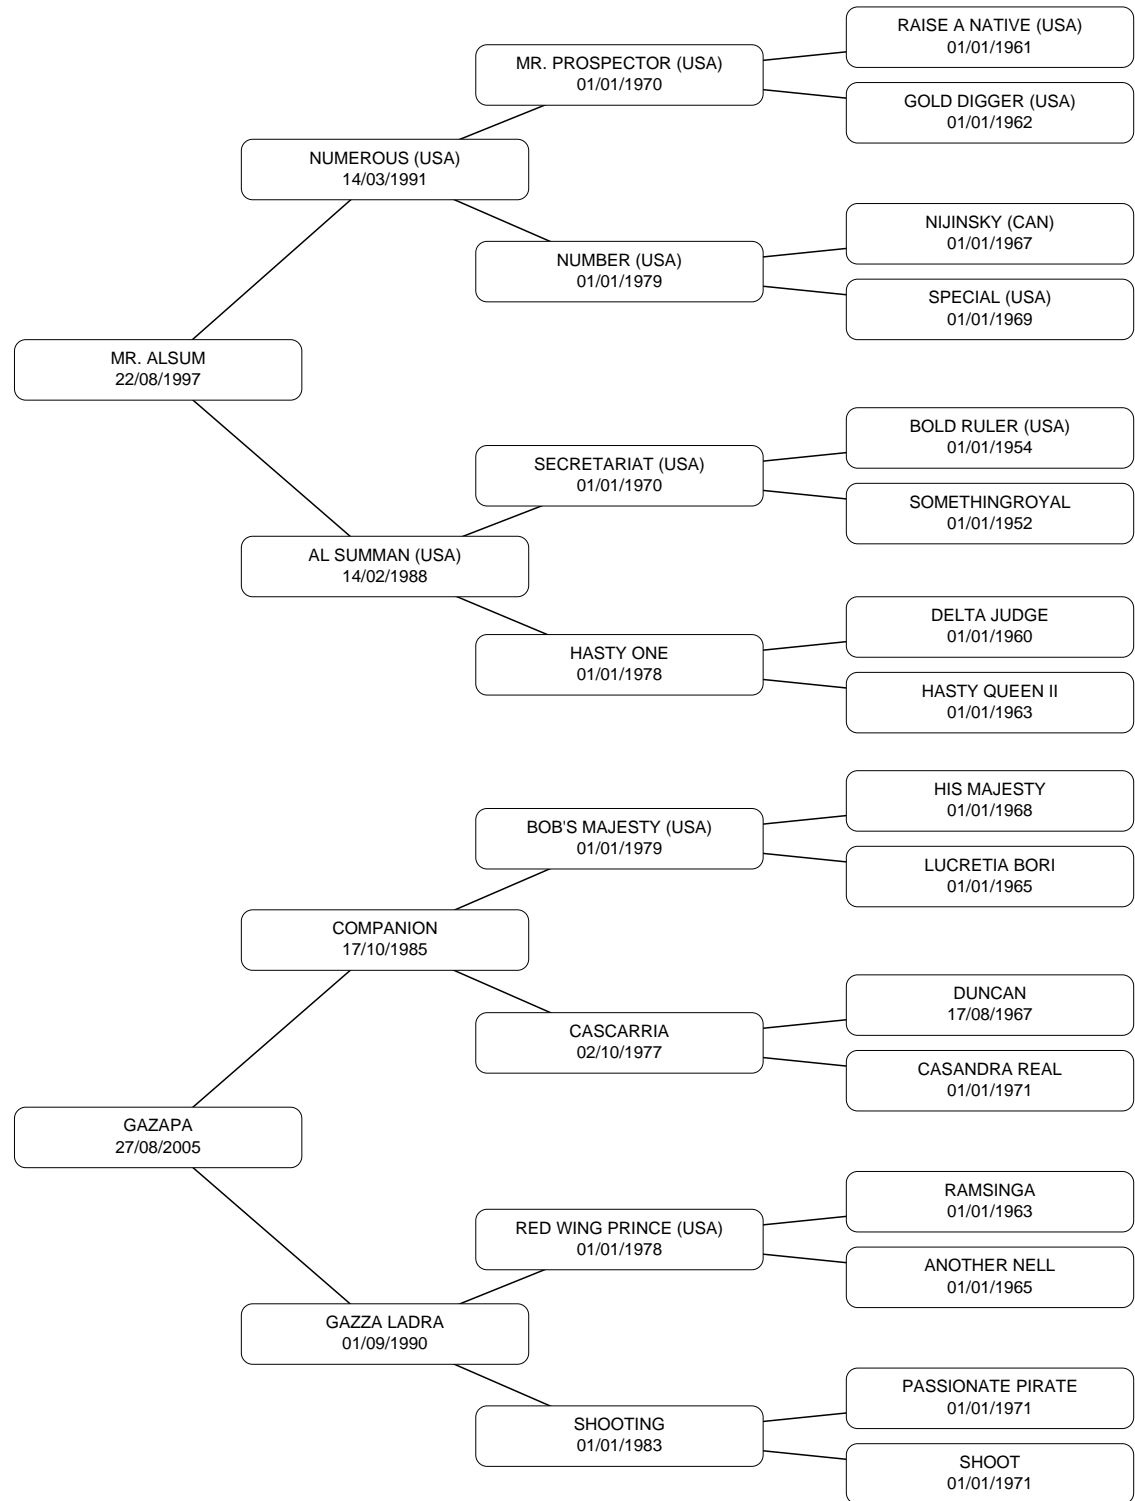 RAISE A NATIVE (USA)
01/01/1961
MR. PROSPECTOR (USA)
01/01/1970
GOLD DIGGER (USA)
01/01/1962
NUMEROUS (USA)
14/03/1991
NIJINSKY (CAN)
01/01/1967
NUMBER (USA)
01/01/1979
SPECIAL (USA)
01/01/1969
MR. ALSUM
22/08/1997
BOLD RULER (USA)
01/01/1954
SECRETARIAT (USA)
01/01/1970
SOMETHINGROYAL
01/01/1952
AL SUMMAN (USA)
14/02/1988
DELTA JUDGE
01/01/1960
HASTY ONE
01/01/1978
HASTY QUEEN II
01/01/1963
HIS MAJESTY
01/01/1968
BOB'S MAJESTY (USA)
01/01/1979
LUCRETIA BORI
01/01/1965
COMPANION
17/10/1985
DUNCAN
17/08/1967
CASCARRIA
02/10/1977
CASANDRA REAL
01/01/1971
GAZAPA
27/08/2005
RAMSINGA
01/01/1963
RED WING PRINCE (USA)
01/01/1978
ANOTHER NELL
01/01/1965
GAZZA LADRA
01/09/1990
PASSIONATE PIRATE
01/01/1971
SHOOTING
01/01/1983
SHOOT
01/01/1971